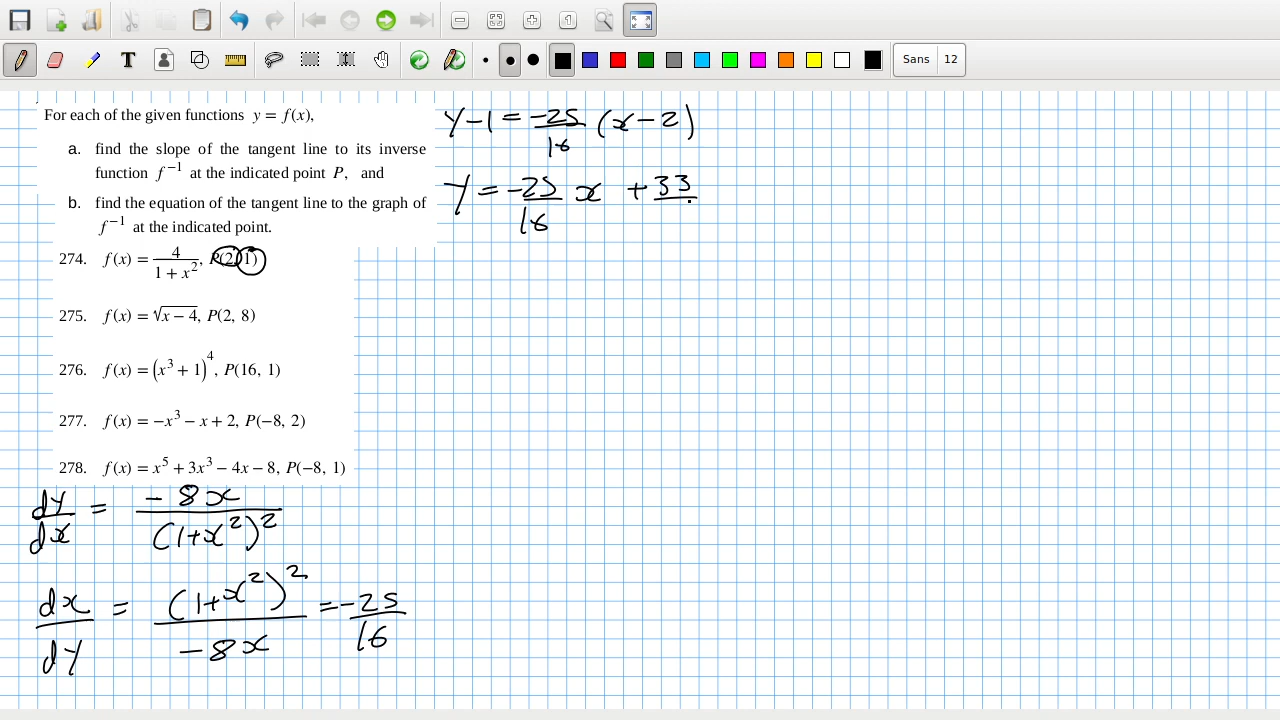 Sans 12
For each of the given functions y = f(x),
a. find the slope of the tangent line to its inverse
function f⁻¹ at the indicated point P, and
b. find the equation of the tangent line to the graph of
f⁻¹ at the indicated point.
274. f(x) = 4/(1 + x²), P(2, 1)
275. f(x) = √(x − 4), P(2, 8)
276. f(x) = (x³ + 1)⁴, P(16, 1)
277. f(x) = −x³ − x + 2, P(−8, 2)
278. f(x) = x⁵ + 3x³ − 4x − 8, P(−8, 1)
dy/dx = -8x/(1+x²)²
dx/dy = (1+x²)²/-8x = -25/16
y-1 = -25/16 (x-2)
y = -25/16 x + 33